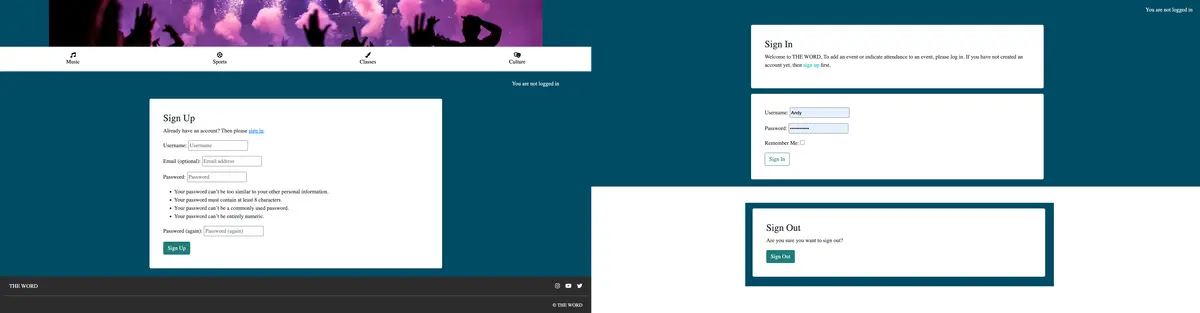 Music
Sports
Classes
Culture
You are not logged in
Sign Up
Already have an account? Then please sign in.
Username: Username
Email (optional): Email address
Password: Password
Your password can't be too similar to your other personal information.
Your password must contain at least 8 characters.
Your password can't be a commonly used password.
Your password can't be entirely numeric.
Password (again): Password (again)
Sign Up
THE WORD
© THE WORD
You are not logged in
Sign In
Welcome to THE WORD, To add an event or indicate attendance to an event, please log in. If you have not created an
account yet, then sign up first.
Username: Andy
Password: ••••••••••••
Remember Me:
Sign In
Sign Out
Are you sure you want to sign out?
Sign Out